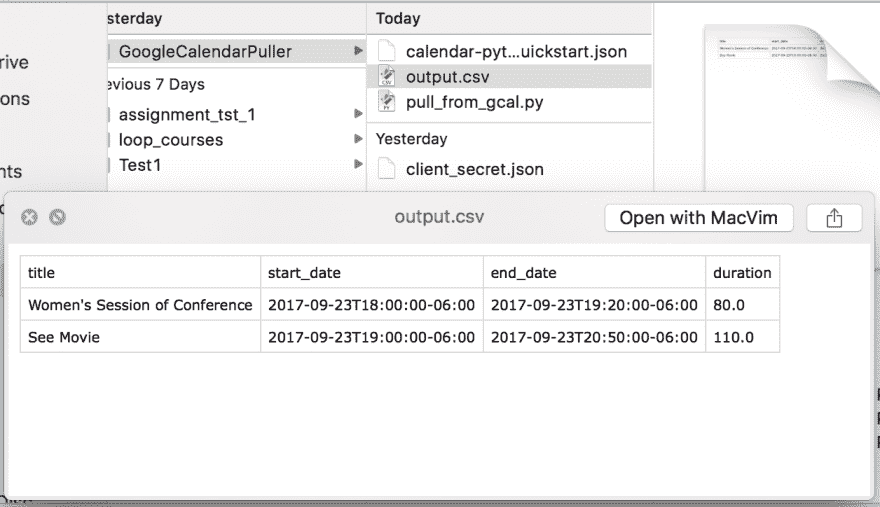 sterday
Today
rive
GoogleCalendarPuller
calendar-pyt...uickstart.json
evious 7 Days
output.csv
ons
assignment_tst_1
pull_from_gcal.py
loop_courses
Yesterday
nts
Test1
client_secret.json
output.csv
Open with MacVim
title start_date end_date duration
Women's Session of Conference 2017-09-23T18:00:00-06:00 2017-09-23T19:20:00-06:00 80.0
See Movie 2017-09-23T19:00:00-06:00 2017-09-23T20:50:00-06:00 110.0